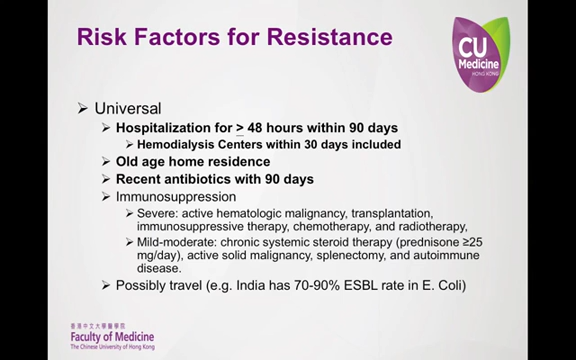 Risk Factors for Resistance
CU
Medicine
HONG KONG
Universal
Hospitalization for > 48 hours within 90 days
Hemodialysis Centers within 30 days included
Old age home residence
Recent antibiotics with 90 days
Immunosuppression
Severe: active hematologic malignancy, transplantation,
immunosuppressive therapy, chemotherapy, and radiotherapy,
Mild-moderate: chronic systemic steroid therapy (prednisone ≥25
mg/day), active solid malignancy, splenectomy, and autoimmune
disease.
Possibly travel (e.g. India has 70-90% ESBL rate in E. Coli)
香港中文大學醫學院
Faculty of Medicine
The Chinese University of Hong Kong